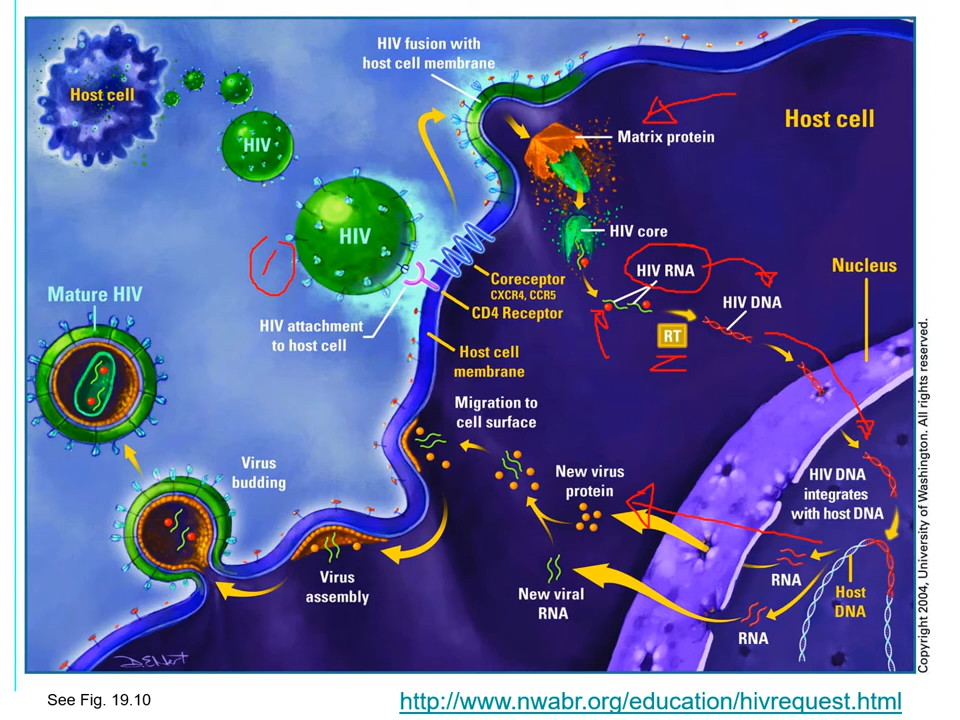 HIV fusion with
host cell membrane
Host cell
HIV
Host cell
Matrix protein
HIV
HIV core
HIV RNA
Nucleus
Mature HIV
Coreceptor
CXCR4, CCR5
CD4 Receptor
HIV DNA
HIV attachment
to host cell
RT
Host cell
membrane
Migration to
cell surface
Virus
budding
New virus
protein
HIV DNA
integrates
with host DNA
Virus
assembly
New viral
RNA
RNA
Host
DNA
RNA
Copyright 2004, University of Washington. All rights reserved.
See Fig. 19.10
http://www.nwabr.org/education/hivrequest.html